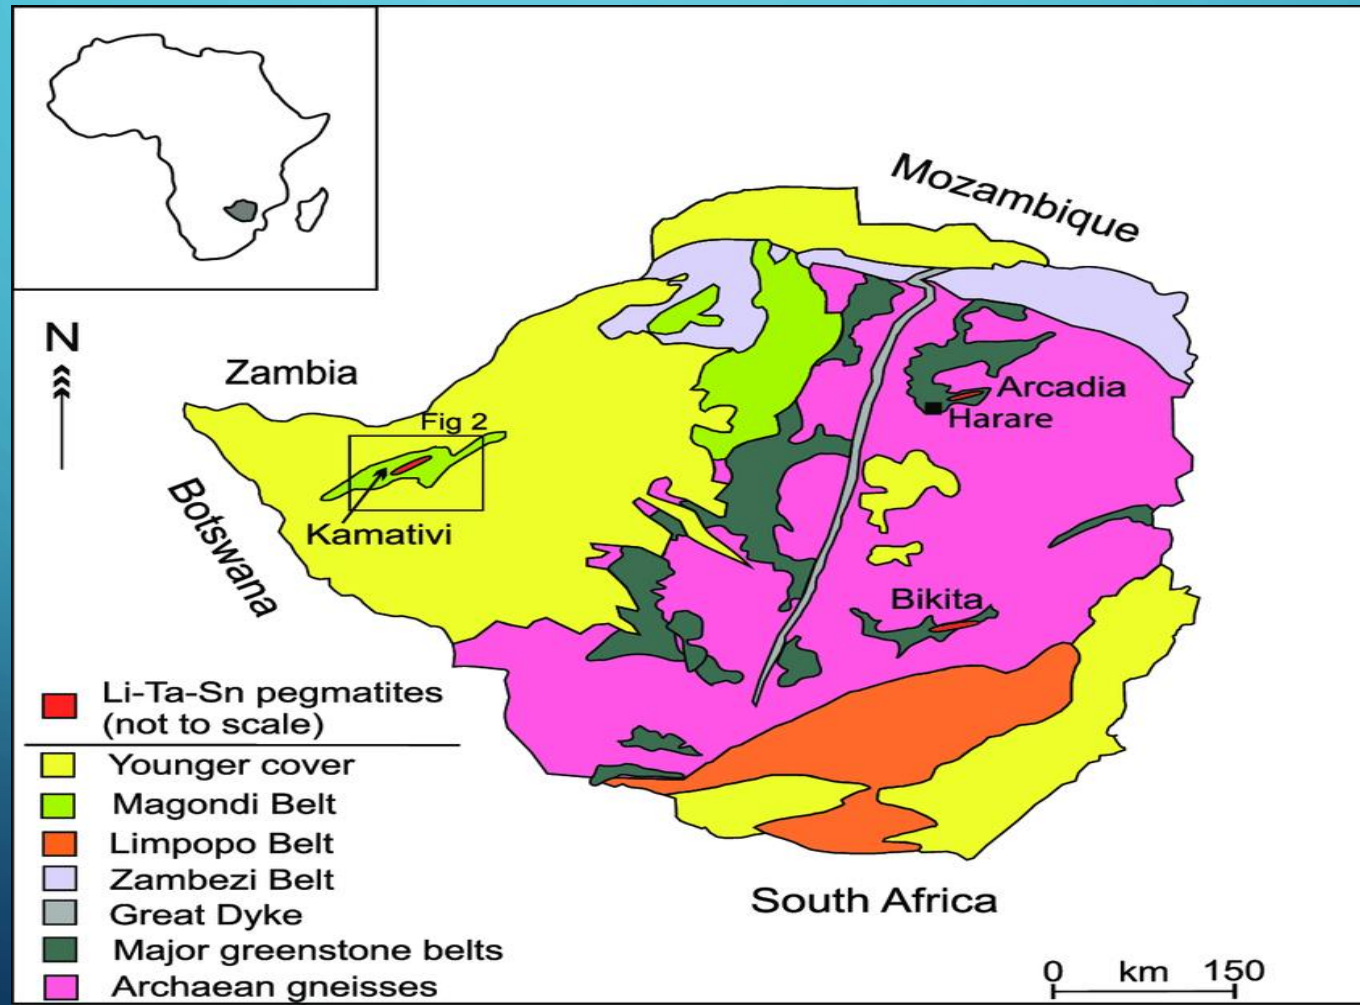 Mozambique
N
Zambia
Fig 2
Arcadia
Harare
Botswana
Kamativi
Bikita
Li-Ta-Sn pegmatites
(not to scale)
Younger cover
Magondi Belt
Limpopo Belt
Zambezi Belt
Great Dyke
Major greenstone belts
Archaean gneisses
South Africa
0 km 150